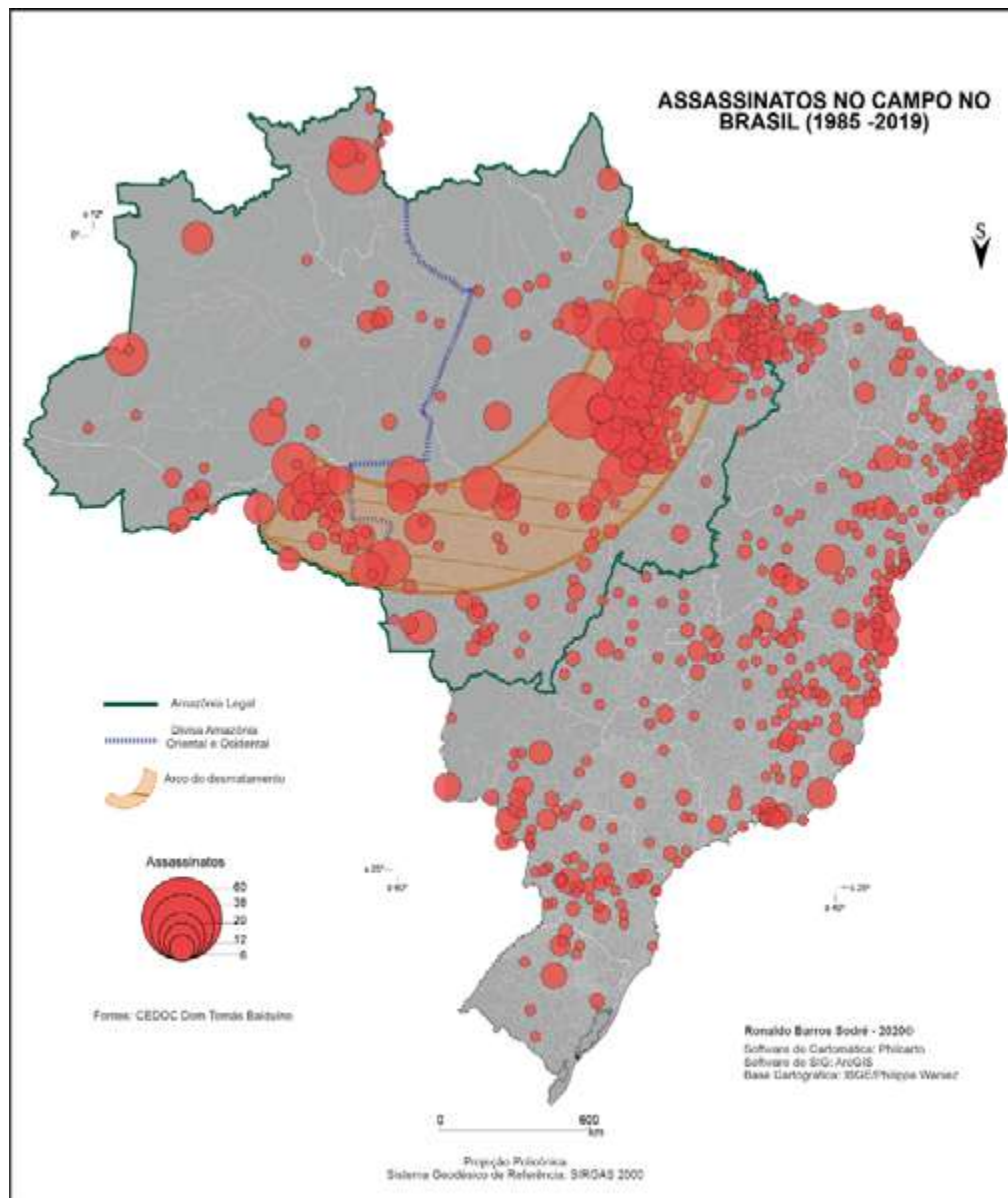 ASSASSINATOS NO CAMPO NO
BRASIL (1985 -2019)
S
0°
Amazônia Legal
Divisa Amazônia
Oriental e Ocidental
Arco do desmatamento
Assassinatos
60
38
20
12
6
Fontes: CEDOC Dom Tomás Balduíno
Ronaldo Barros Sodré - 2020©
Software de Cartomática: Philcarto
Software de SIG: ArcGIS
Base Cartográfica: IBGE/Philippe Waniez
0 600
km
Projeção Policônica
Sistema Geodésico de Referência: SIRGAS 2000